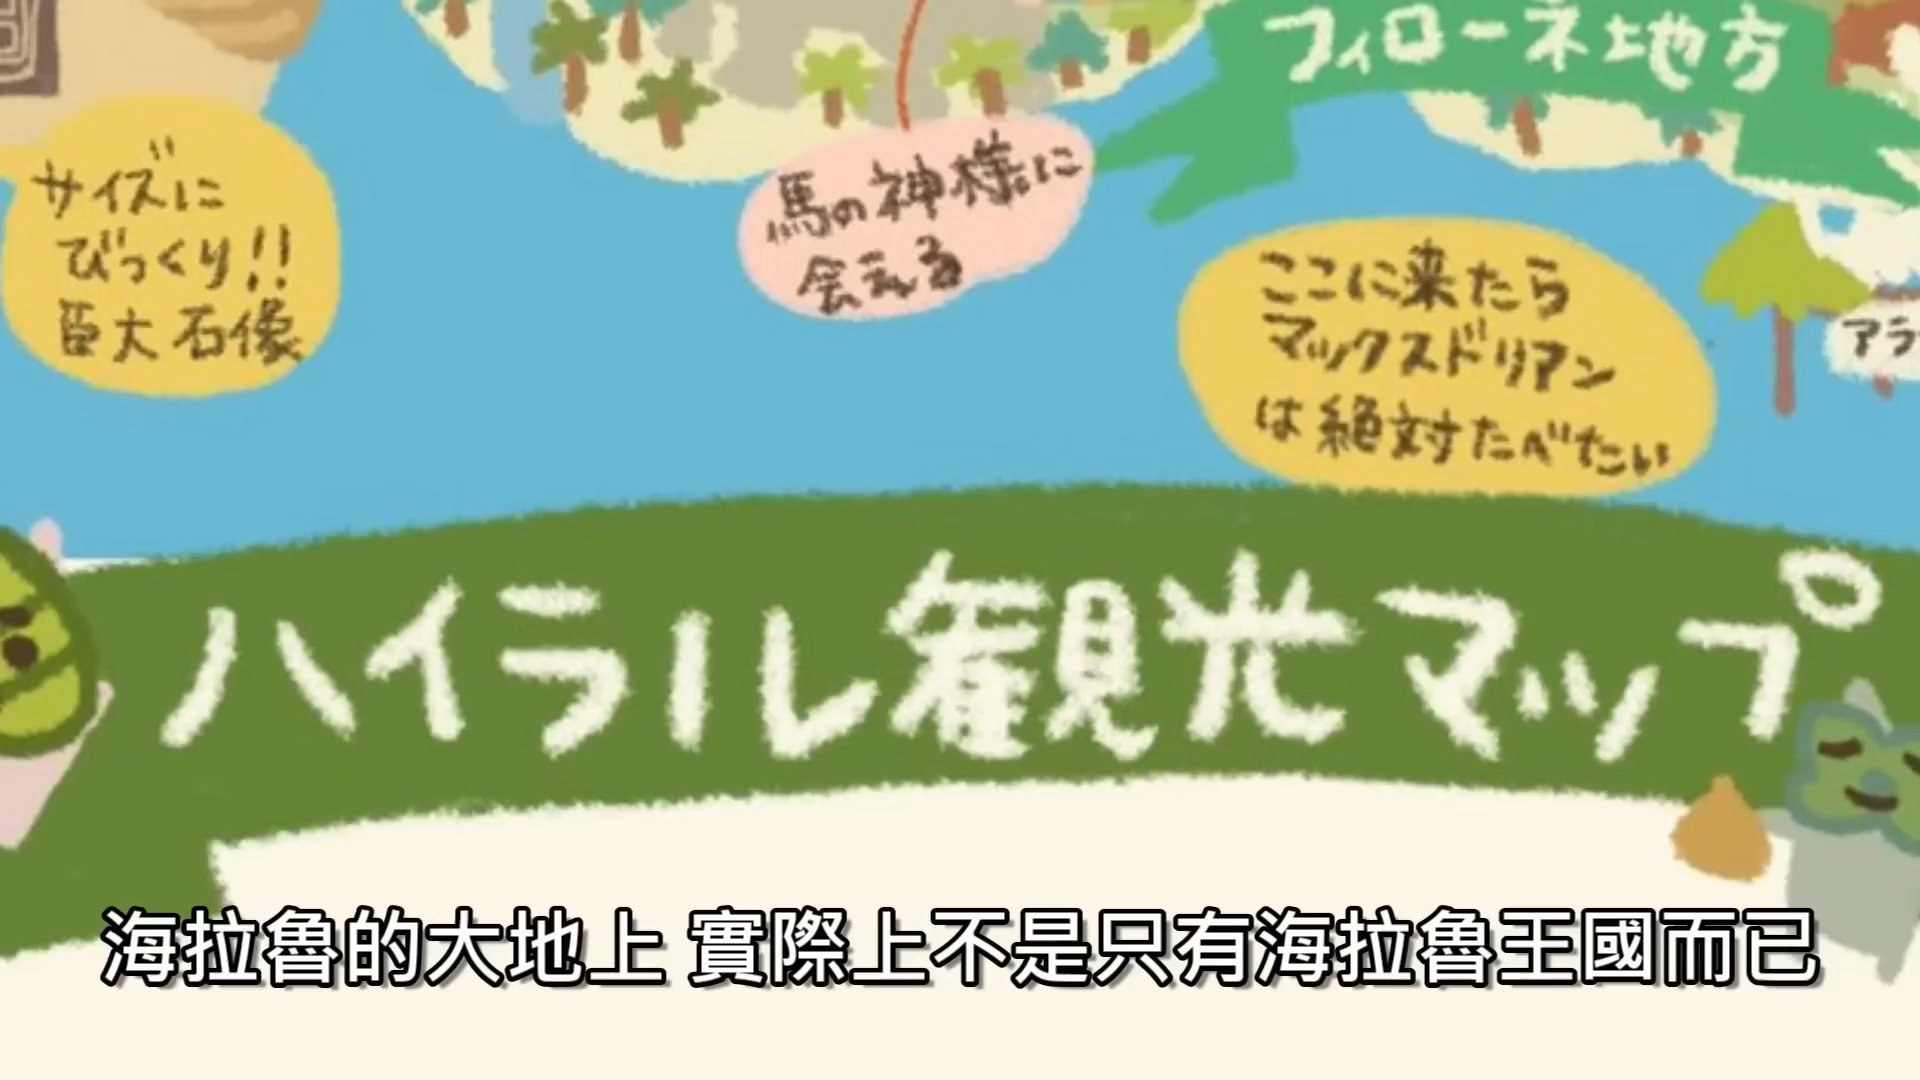 フィローネ地方
サイズに
びっくり!!
巨大石像
馬の神様に
会える
ここに来たら
マックスドリアン
は絶対たべたい
アラ
ハイラル観光マップ
海拉魯的大地上 實際上不是只有海拉魯王國而已